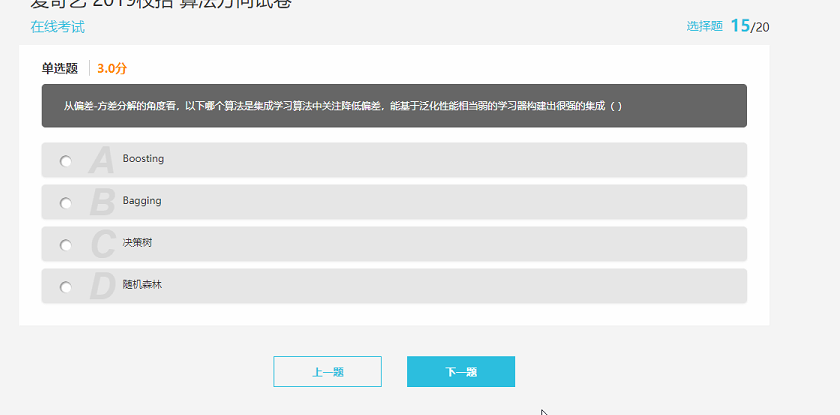 爱奇艺 2019校招 算法方向试卷
在线考试
选择题 15/20
单选题 3.0分
从偏差-方差分解的角度看，以下哪个算法是集成学习算法中关注降低偏差，能基于泛化性能相当弱的学习器构建出很强的集成（ ）
A Boosting
B Bagging
C 决策树
D 随机森林
上一题 下一题